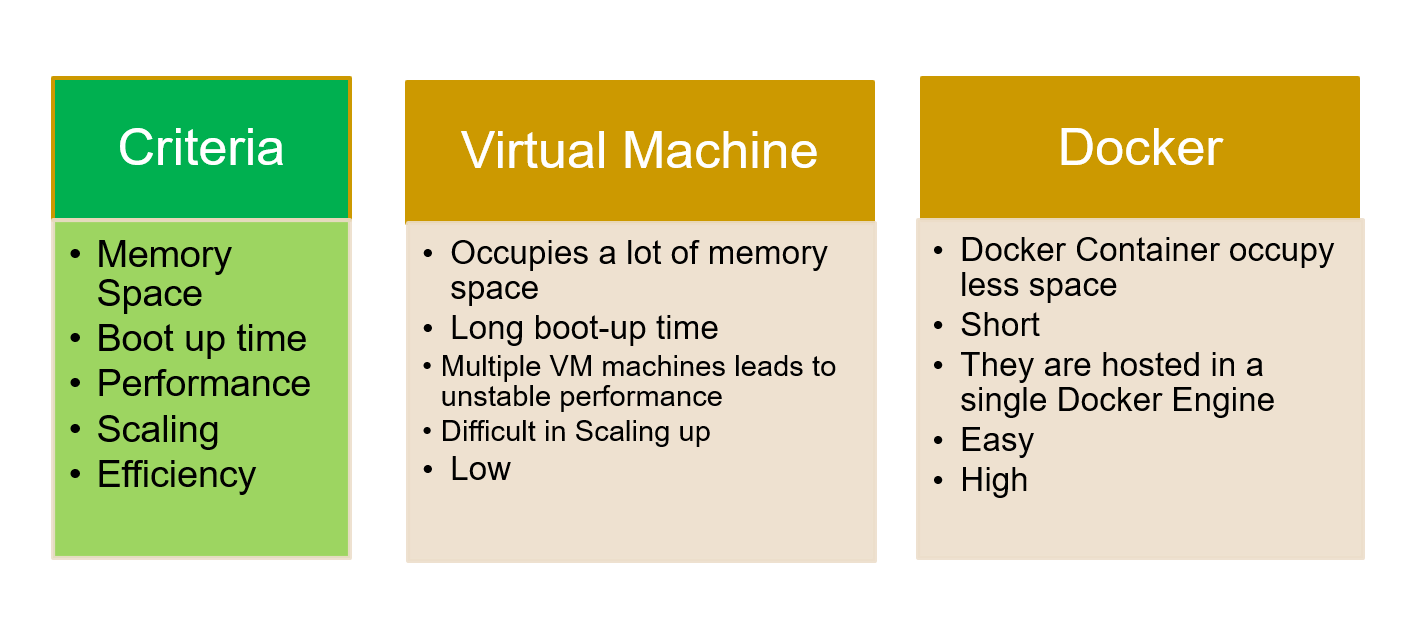 Criteria
• Memory
Space
• Boot up time
• Performance
• Scaling
• Efficiency
Virtual Machine
• Occupies a lot of memory
space
• Long boot-up time
• Multiple VM machines leads to
unstable performance
• Difficult in Scaling up
• Low
Docker
• Docker Container occupy
less space
• Short
• They are hosted in a
single Docker Engine
• Easy
• High